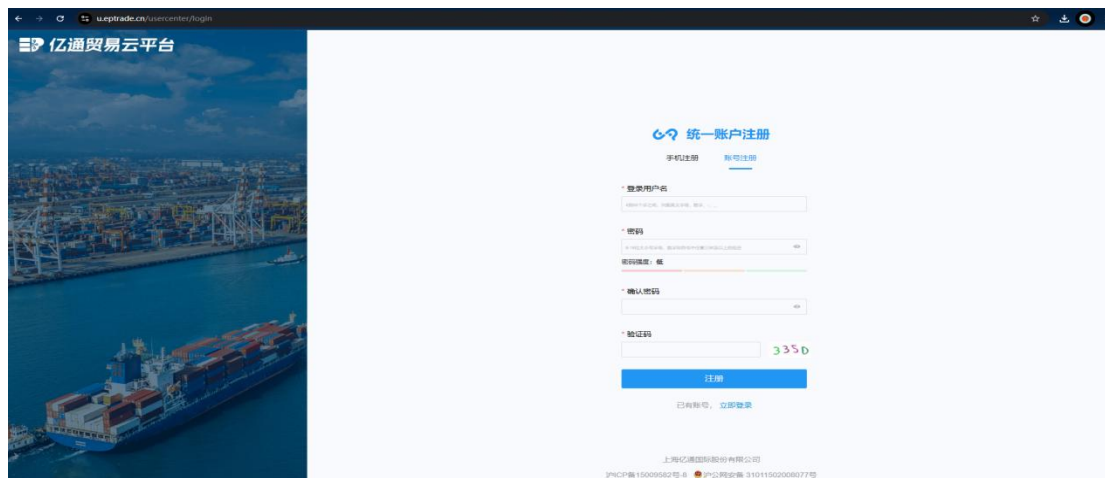 u.eptrade.cn/usercenter/login
亿通贸易云平台
统一账户注册
手机注册 账号注册
* 登录用户名
* 密码
密码强度：低
* 确认密码
* 验证码
335D
注册
已有账号，立即登录
上海亿通国际股份有限公司
沪ICP备15009582号-8 沪公网安备 31011502006077号